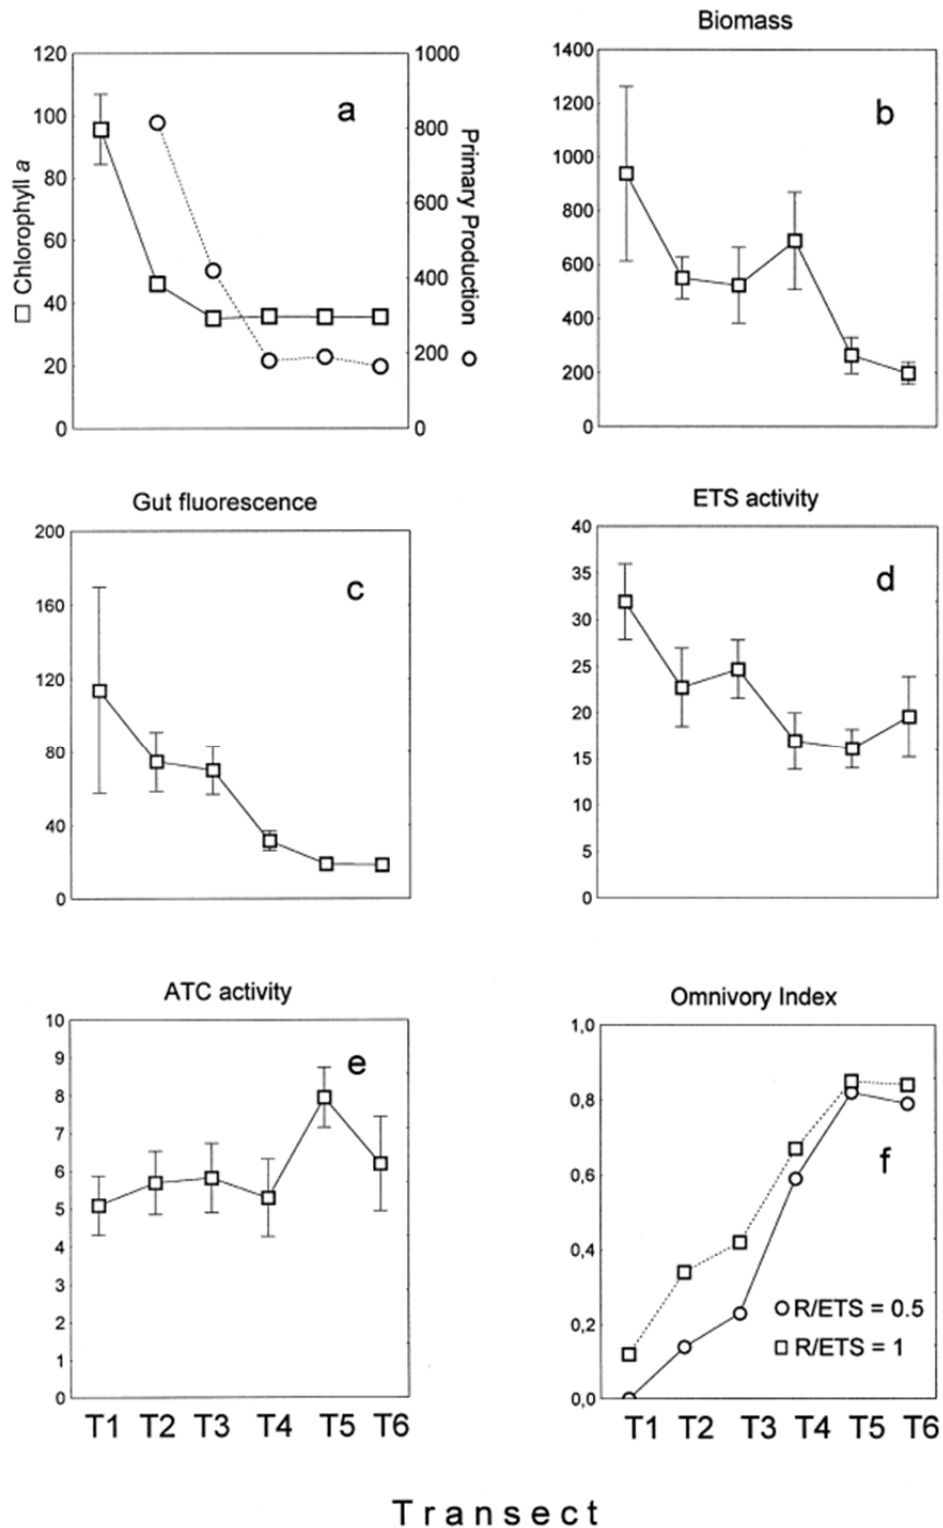 Biomass
120
100
80
60
40
20
0
□ Chlorophyll a
a
1000
800
600
400
200
0
Primary Production ○
1400
1200
1000
800
600
400
200
0
b
Gut fluorescence
200
160
120
80
40
0
c
ETS activity
40
35
30
25
20
15
10
5
0
d
ATC activity
10
9
8
7
6
5
4
3
2
1
0
e
T1 T2 T3 T4 T5 T6
Omnivory Index
1,0
0,8
0,6
0,4
0,2
0,0
f
○ R/ETS = 0.5
□ R/ETS = 1
T1 T2 T3 T4 T5 T6
Transect